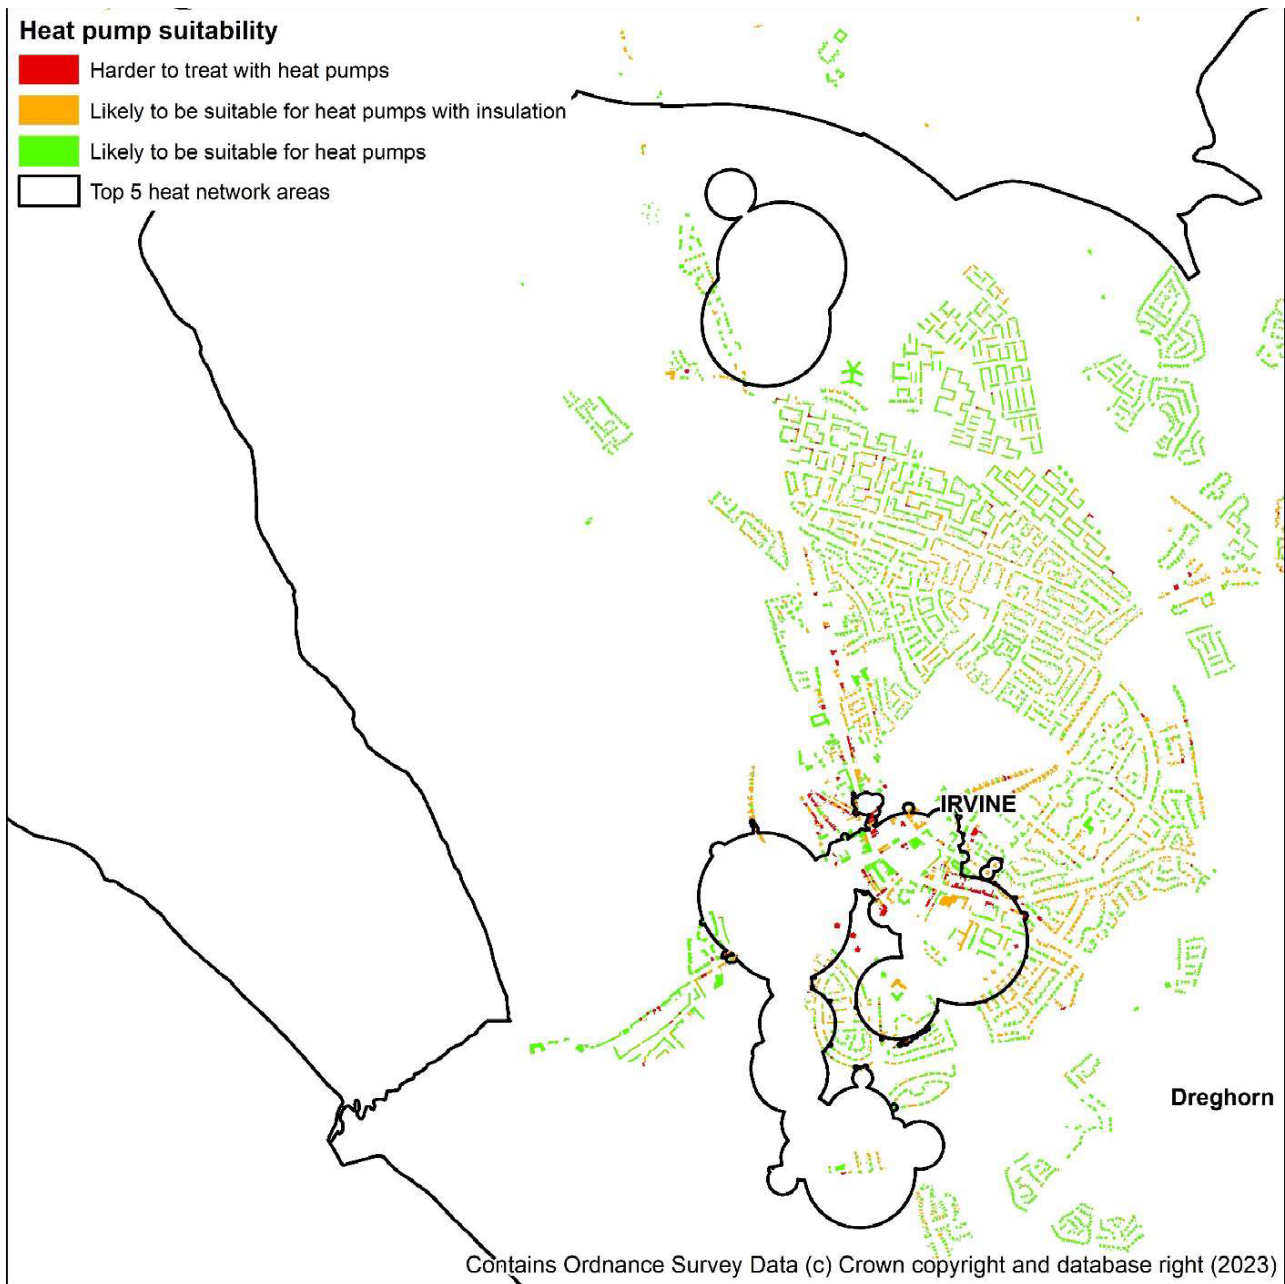 Heat pump suitability
Harder to treat with heat pumps
Likely to be suitable for heat pumps with insulation
Likely to be suitable for heat pumps
Top 5 heat network areas
IRVINE
Dreghorn
Contains Ordnance Survey Data (c) Crown copyright and database right (2023)